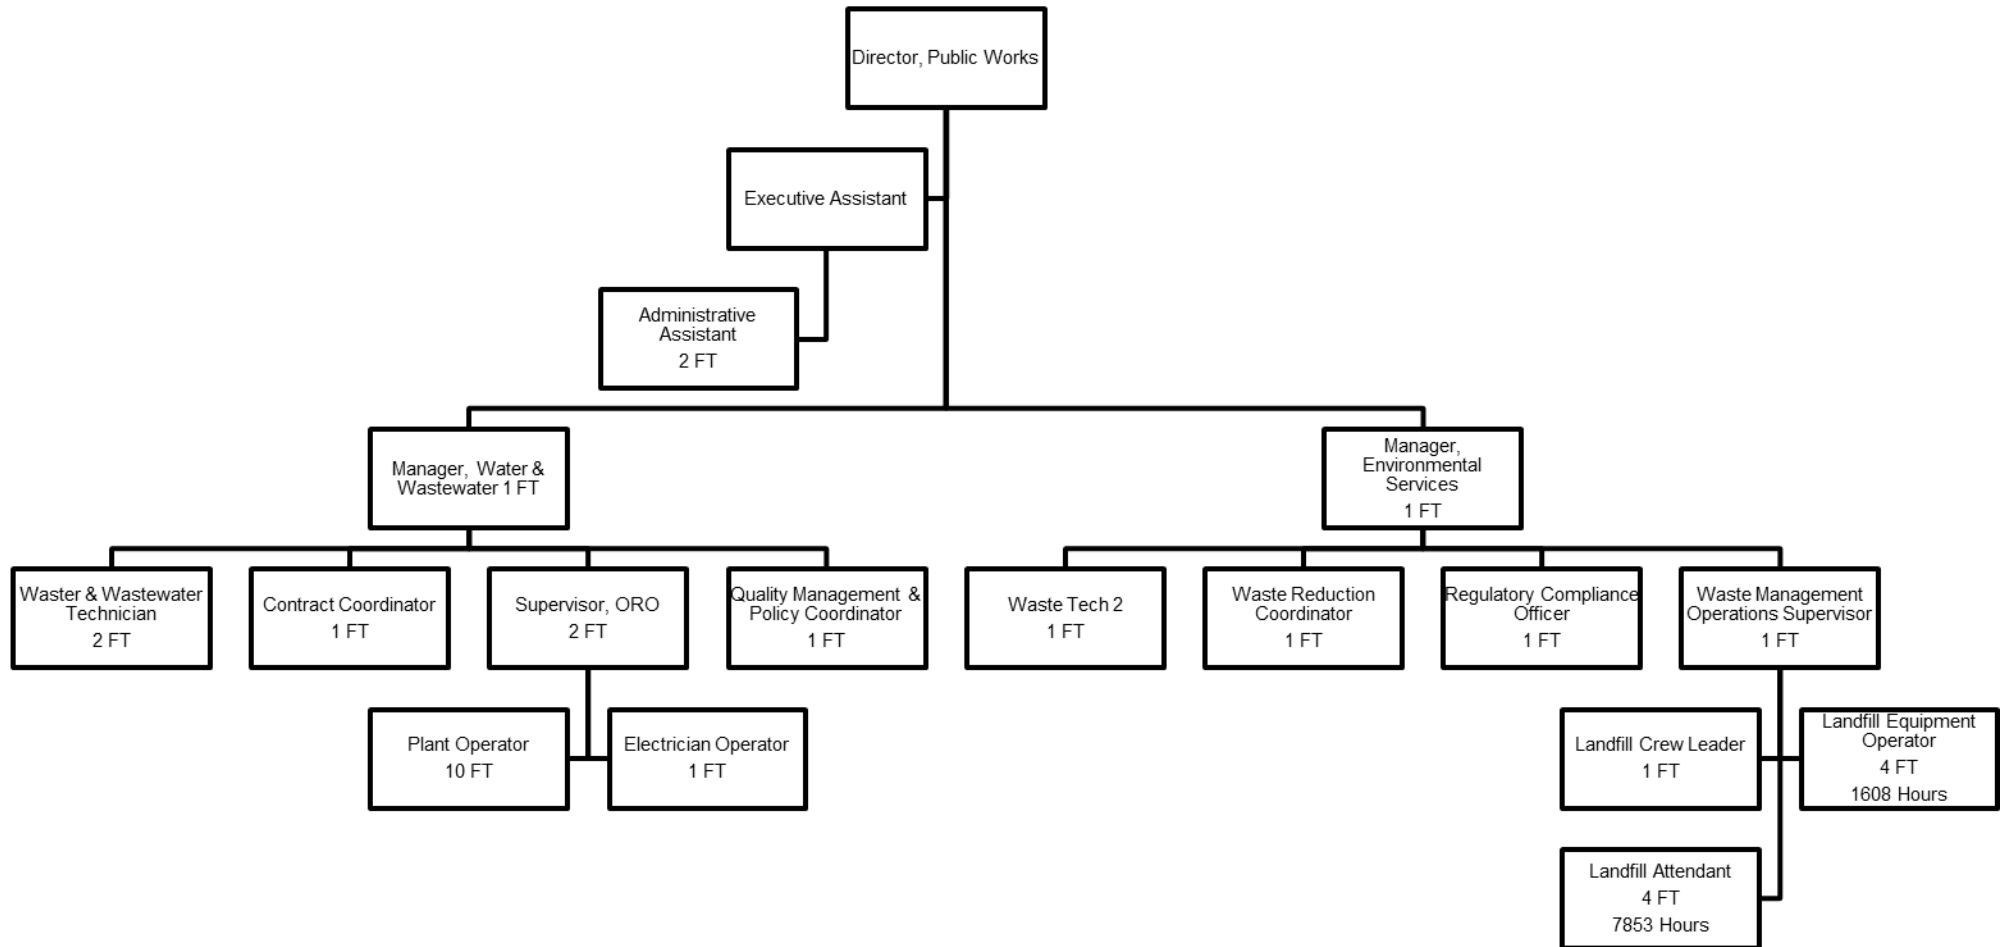 Director, Public Works
Executive Assistant
Administrative
Assistant
2 FT
Manager, Water &
Wastewater 1 FT
Manager,
Environmental
Services
1 FT
Waster & Wastewater
Technician
2 FT
Contract Coordinator
1 FT
Supervisor, ORO
2 FT
Quality Management &
Policy Coordinator
1 FT
Waste Tech 2
1 FT
Waste Reduction
Coordinator
1 FT
Regulatory Compliance
Officer
1 FT
Waste Management
Operations Supervisor
1 FT
Plant Operator
10 FT
Electrician Operator
1 FT
Landfill Crew Leader
1 FT
Landfill Equipment
Operator
4 FT
1608 Hours
Landfill Attendant
4 FT
7853 Hours